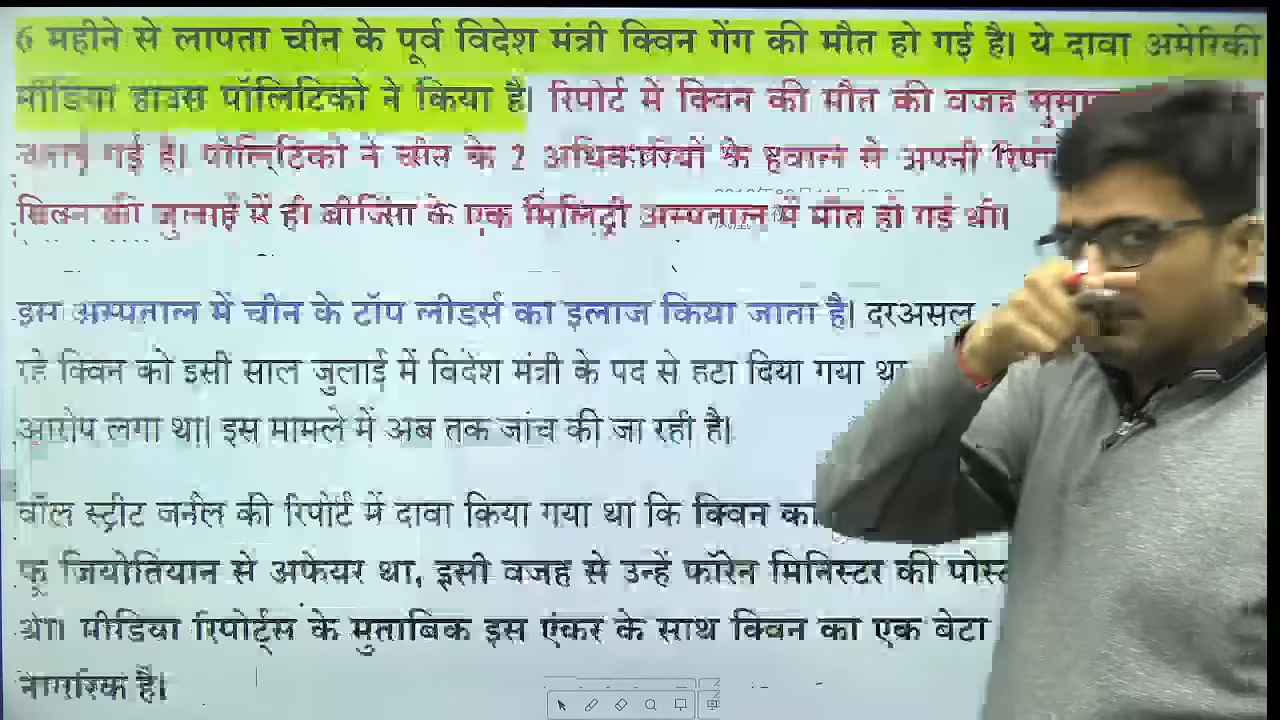 6 महीने से लापता चीन के पूर्व विदेश मंत्री क्विन गेंग की मौत हो गई है। ये दावा अमेरिकी
मीडिया हाउस पॉलिटिको ने किया है। रिपोर्ट में क्विन की मौत की वजह
गई है। पॉलिटिको ने चीन के 2 अधिकारियों के हवाले से अपनी
क्विन की जुलाई में ही बीजिंग के एक मिलिट्री अस्पताल में मौत हो गई थी।
इस अस्पताल में चीन के टॉप लीडर्स का इलाज किया जाता है। दरअसल
रहे क्विन को इसी साल जुलाई में विदेश मंत्री के पद से हटा दिया गया था
आरोप लगा था। इस मामले में अब तक जांच की जा रही है।
वॉल स्ट्रीट जर्नल की रिपोर्ट में दावा किया गया था कि क्विन का
फू जियोतियान से अफेयर था, इसी वजह से उन्हें फॉरेन मिनिस्टर की पोस्ट
मीडिया रिपोर्ट्स के मुताबिक इस एंकर के साथ क्विन का एक बेटा
नागरिक है।